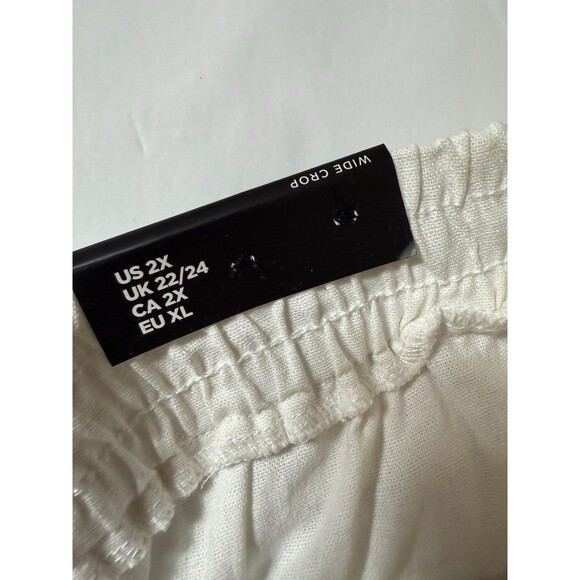 WIDE CROP
US 2X
UK 22/24
CA 2X
EU XL